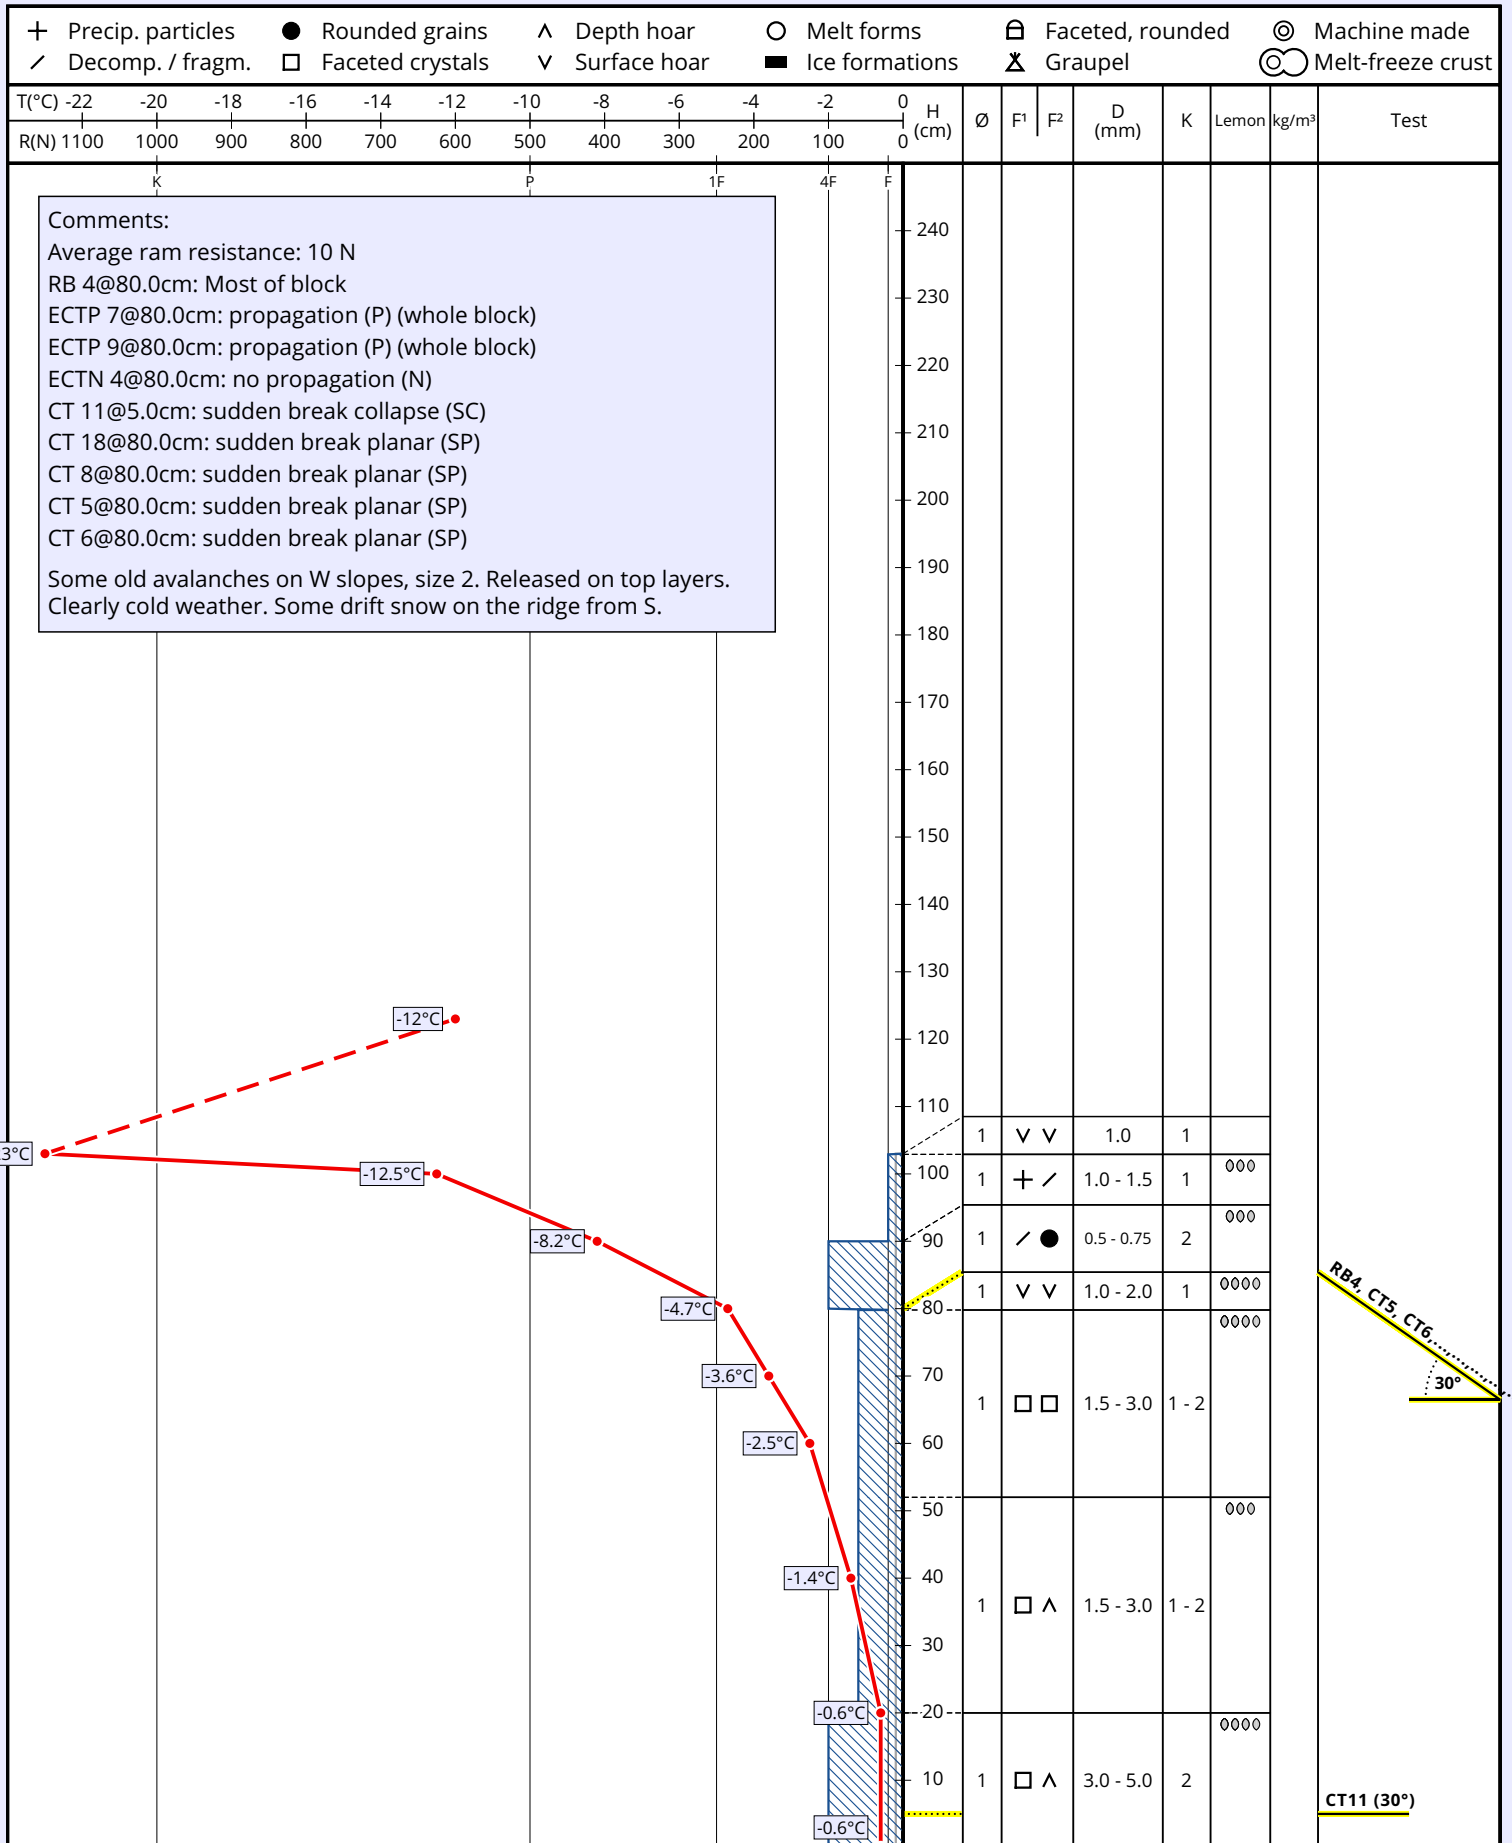 Precip. particles Rounded grains Depth hoar Melt forms Faceted, rounded Machine made
Decomp. / fragm. Faceted crystals Surface hoar Ice formations Graupel Melt-freeze crust
T(°C) -22 -20 -18 -16 -14 -12 -10 -8 -6 -4 -2 0
R(N) 1100 1000 900 800 700 600 500 400 300 200 100 0
H (cm) Ø F¹ F² D (mm) K Lemon kg/m³ Test
K P 1F 4F F
Comments:
Average ram resistance: 10 N
RB 4@80.0cm: Most of block
ECTP 7@80.0cm: propagation (P) (whole block)
ECTP 9@80.0cm: propagation (P) (whole block)
ECTN 4@80.0cm: no propagation (N)
CT 11@5.0cm: sudden break collapse (SC)
CT 18@80.0cm: sudden break planar (SP)
CT 8@80.0cm: sudden break planar (SP)
CT 5@80.0cm: sudden break planar (SP)
CT 6@80.0cm: sudden break planar (SP)
Some old avalanches on W slopes, size 2. Released on top layers.
Clearly cold weather. Some drift snow on the ridge from S.
240
230
220
210
200
190
180
170
160
150
140
130
-12°C
120
110
1 1.0 1
3°C
-12.5°C 100 1 1.0 - 1.5 1
-8.2°C 90 1 0.5 - 0.75 2
1 1.0 - 2.0 1
RB4, CT5, CT6,
-4.7°C 80
-3.6°C 70
30°
1 1.5 - 3.0 1 - 2
-2.5°C 60
50
-1.4°C 40
1 1.5 - 3.0 1 - 2
30
-0.6°C 20
10 1 3.0 - 5.0 2
CT11 (30°)
-0.6°C